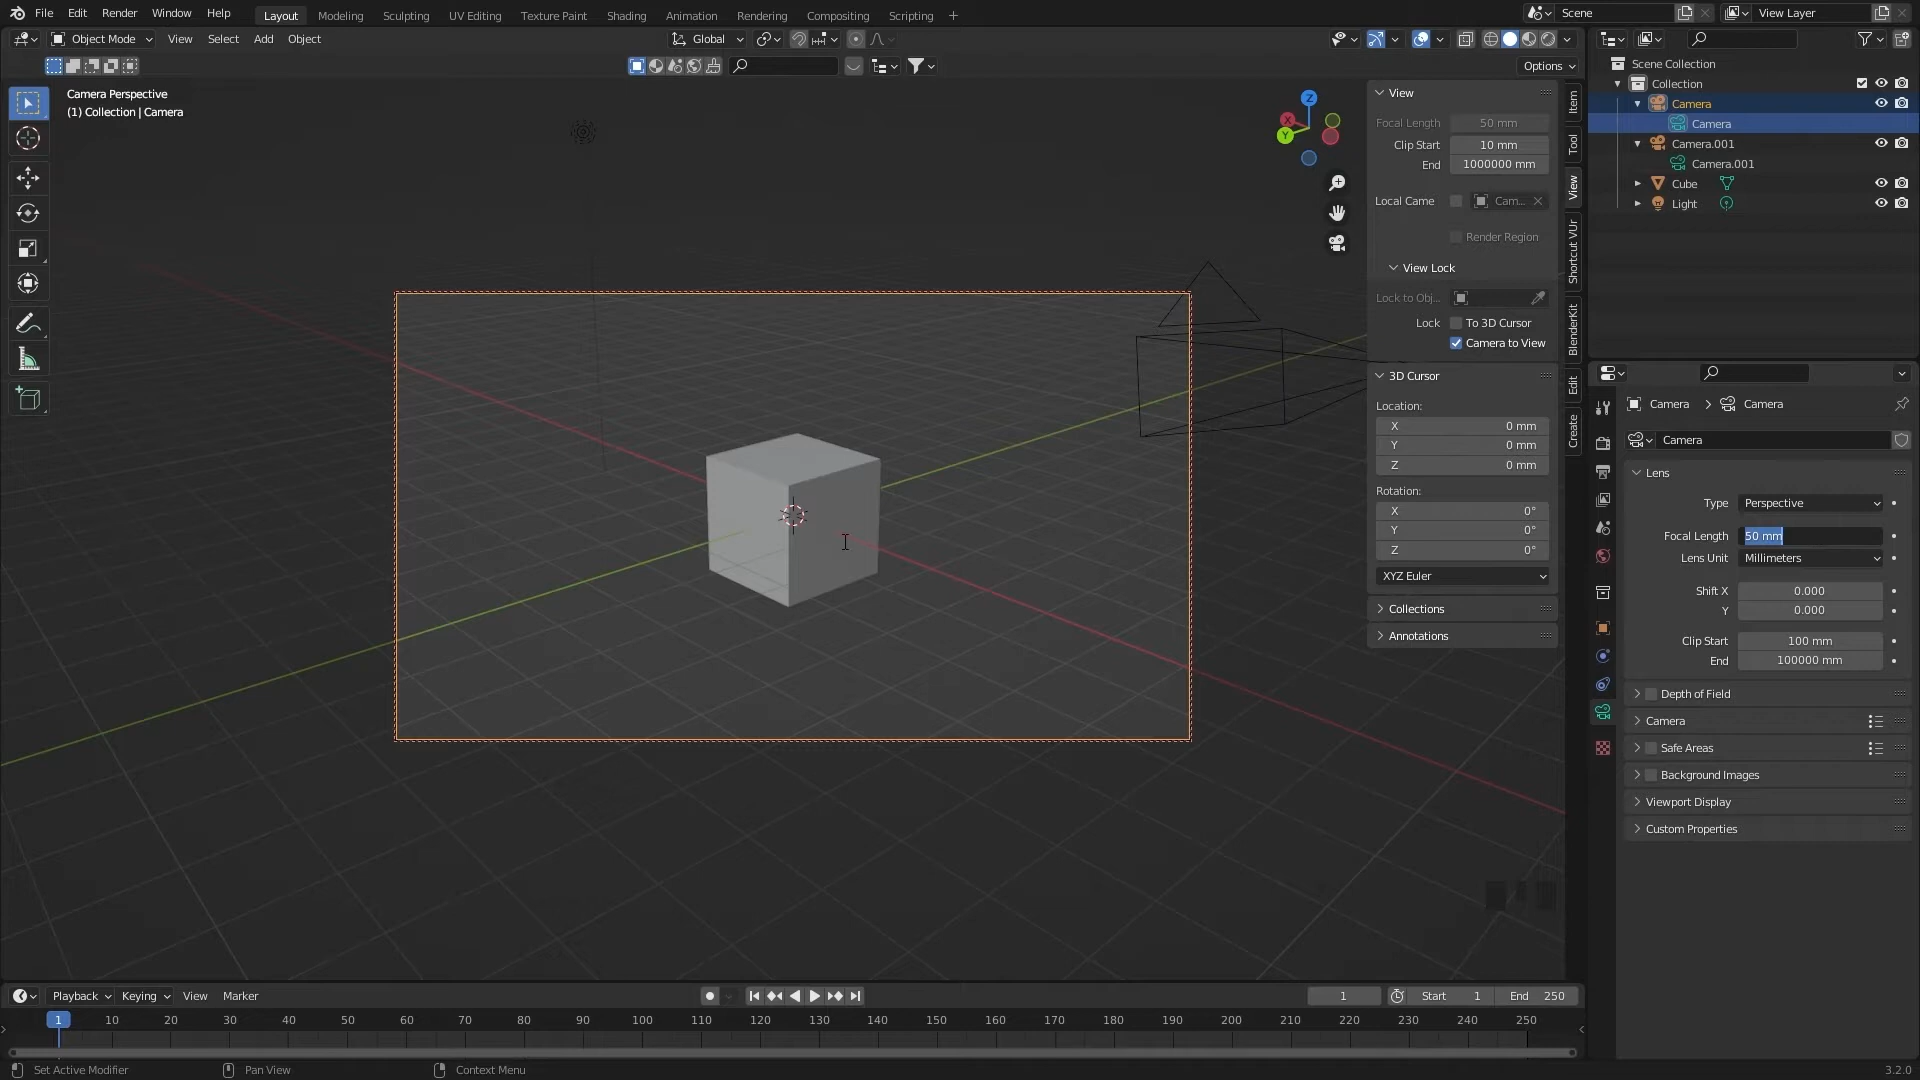 File Edit Render Window Help Layout Modeling Sculpting UV Editing Texture Paint Shading Animation Rendering Compositing Scripting + Scene View Layer
Object Mode View Select Add Object Global
Options
Camera Perspective
(1) Collection | Camera
Z
X
Y
View
Focal Length 50 mm
Clip Start 10 mm
End 1000000 mm
Local Came Cam...
Render Region
View Lock
Lock to Obj...
Lock To 3D Cursor
Camera to View
3D Cursor
Location:
X 0 mm
Y 0 mm
Z 0 mm
Rotation:
X 0°
Y 0°
Z 0°
XYZ Euler
Collections
Annotations
Item
Tool
View
Shortcut VUr
BlenderKit
Edit
Create
Scene Collection
Collection
Camera
Camera
Camera.001
Camera.001
Cube
Light
Camera > Camera
Camera
Lens
Type Perspective
Focal Length 50 mm
Lens Unit Millimeters
Shift X 0.000
Y 0.000
Clip Start 100 mm
End 100000 mm
Depth of Field
Camera
Safe Areas
Background Images
Viewport Display
Custom Properties
Playback Keying View Marker 1 Start 1 End 250
1 10 20 30 40 50 60 70 80 90 100 110 120 130 140 150 160 170 180 190 200 210 220 230 240 250
Set Active Modifier Pan View Context Menu 3.2.0